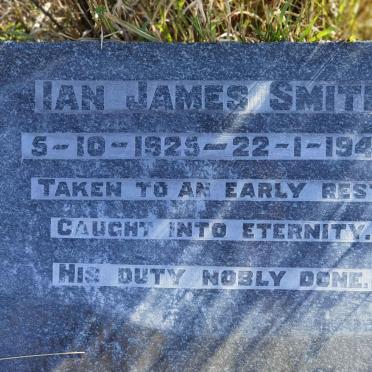 IAN JAMES SMIT
5-10-1925-22-1-194
TAKEN TO AN EARLY REST
CAUGHT INTO ETERNITY.
HIS DUTY NOBLY DONE.